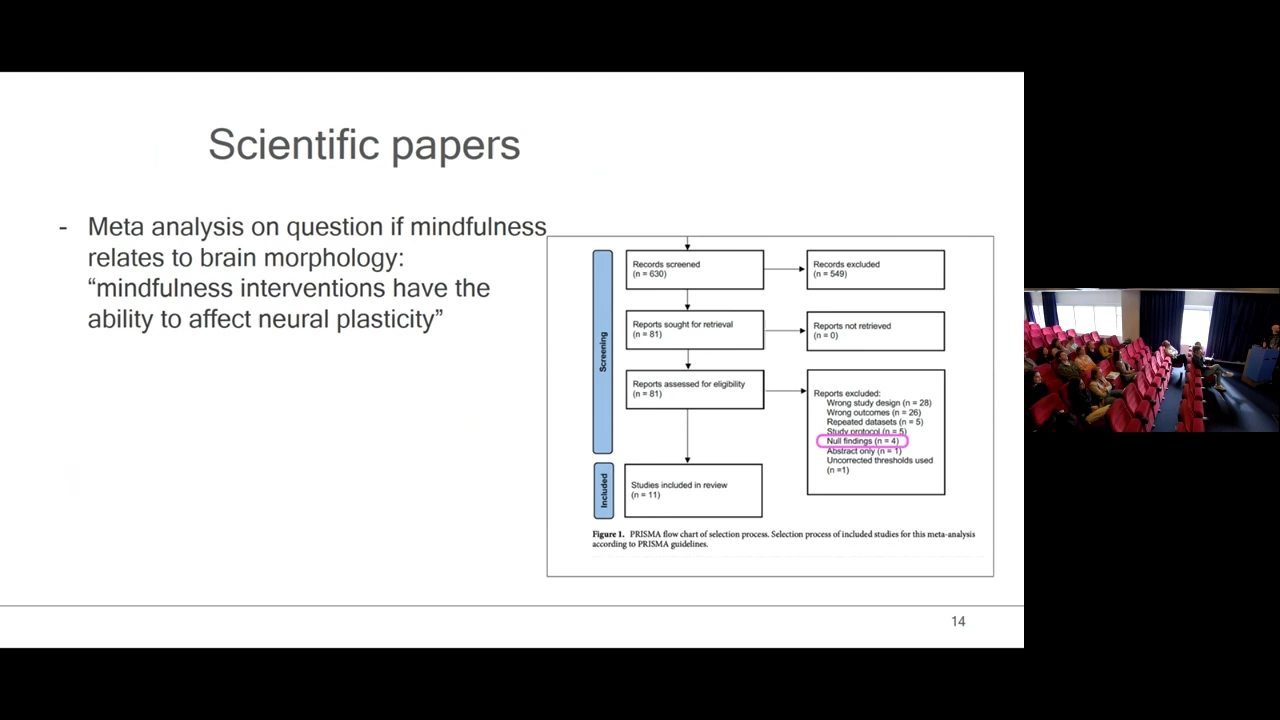 Scientific papers
- Meta analysis on question if mindfulness
relates to brain morphology:
“mindfulness interventions have the
ability to affect neural plasticity”
Screening
Records screened
(n = 630)
Records excluded
(n = 549)
Reports sought for retrieval
(n = 81)
Reports not retrieved
(n = 0)
Reports assessed for eligibility
(n = 81)
Reports excluded:
Wrong study design (n = 28)
Wrong outcomes (n = 26)
Repeated datasets (n = 5)
Study protocol (n = 5)
Null findings (n = 4)
Abstract only (n = 1)
Uncorrected thresholds used
(n =1)
Included
Studies included in review
(n = 11)
Figure 1. PRISMA flow chart of selection process. Selection process of included studies for this meta-analysis
according to PRISMA guidelines.
14